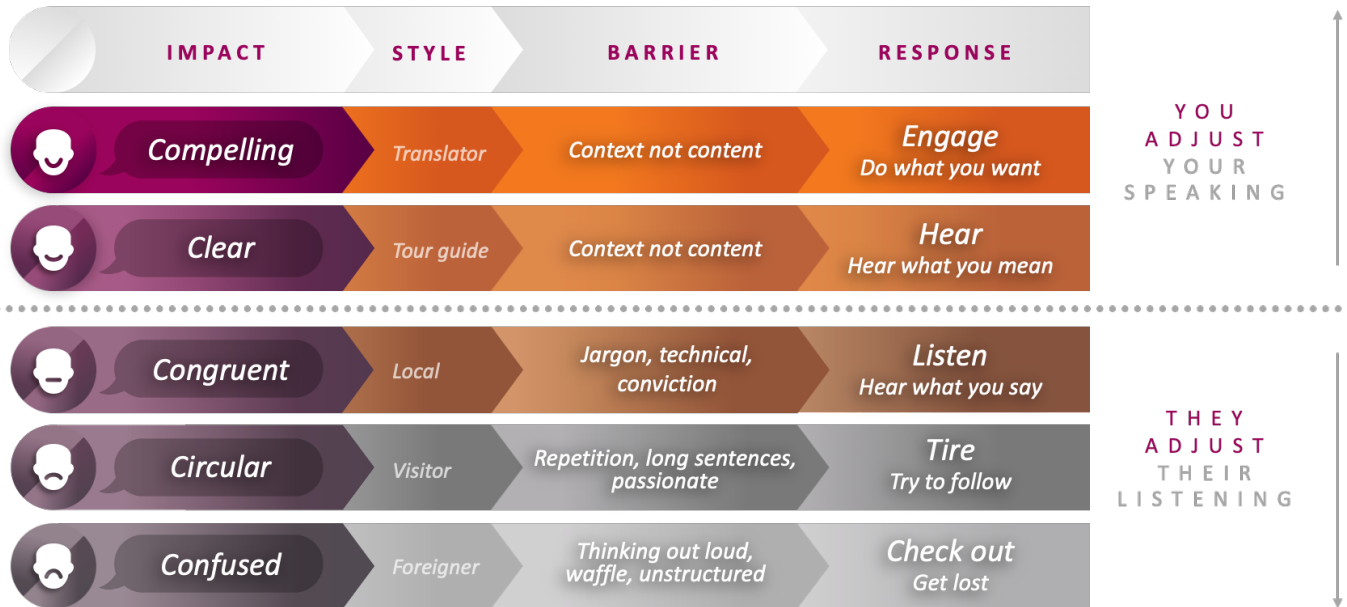 IMPACT
STYLE
BARRIER
RESPONSE
Compelling
Translator
Context not content
Engage
Do what you want
Clear
Tour guide
Context not content
Hear
Hear what you mean
YOU
ADJUST
YOUR
SPEAKING
Congruent
Local
Jargon, technical,
conviction
Listen
Hear what you say
Circular
Visitor
Repetition, long sentences,
passionate
Tire
Try to follow
Confused
Foreigner
Thinking out loud,
waffle, unstructured
Check out
Get lost
THEY
ADJUST
THEIR
LISTENING